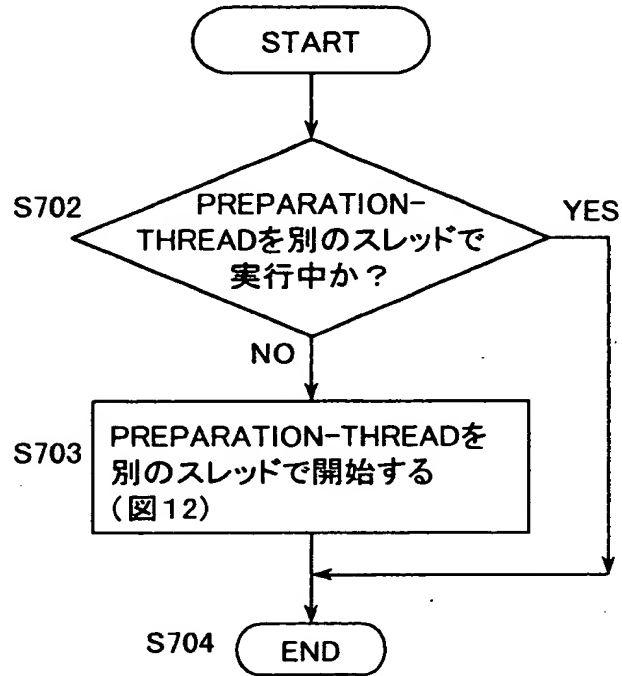 START
S702
PREPARATION-
THREADを別のスレッドで
実行中か？
YES
NO
S703
PREPARATION-THREADを
別のスレッドで開始する
(図12)
S704
END